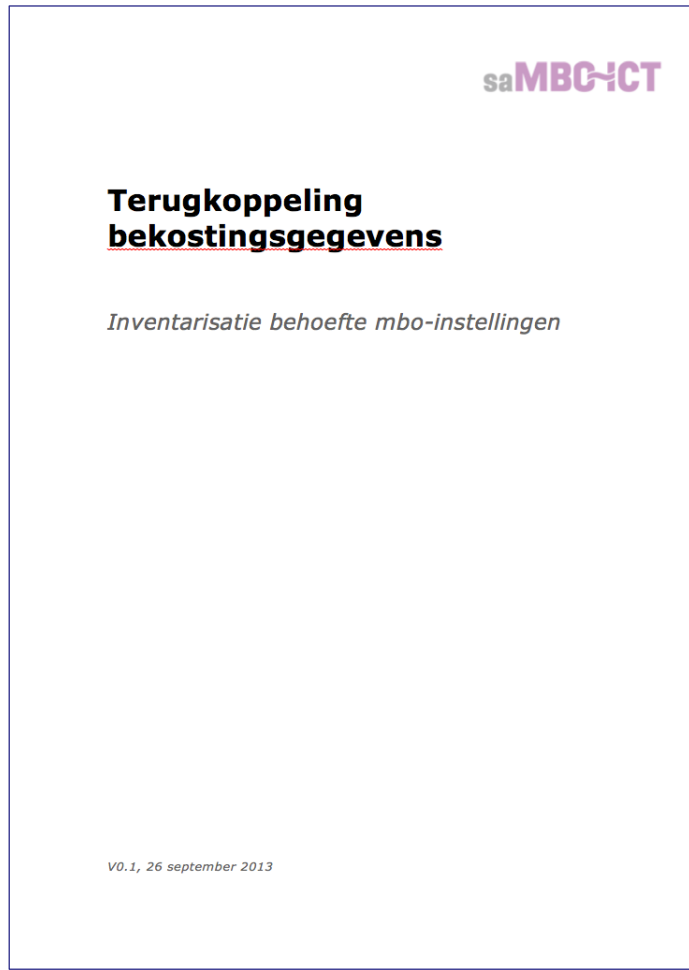 saMBO-ICT
Terugkoppeling
bekostingsgegevens
Inventarisatie behoefte mbo-instellingen
V0.1, 26 september 2013